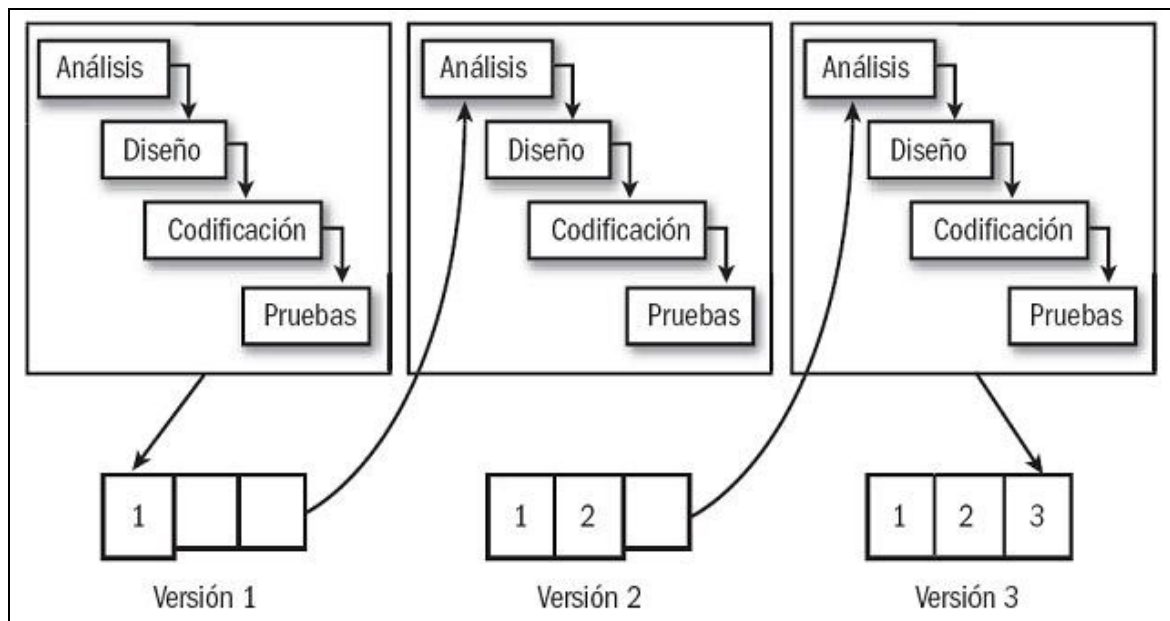 Análisis
Diseño
Codificación
Pruebas
Análisis
Diseño
Codificación
Pruebas
Análisis
Diseño
Codificación
Pruebas
1
Versión 1
1 2
Versión 2
1 2 3
Versión 3